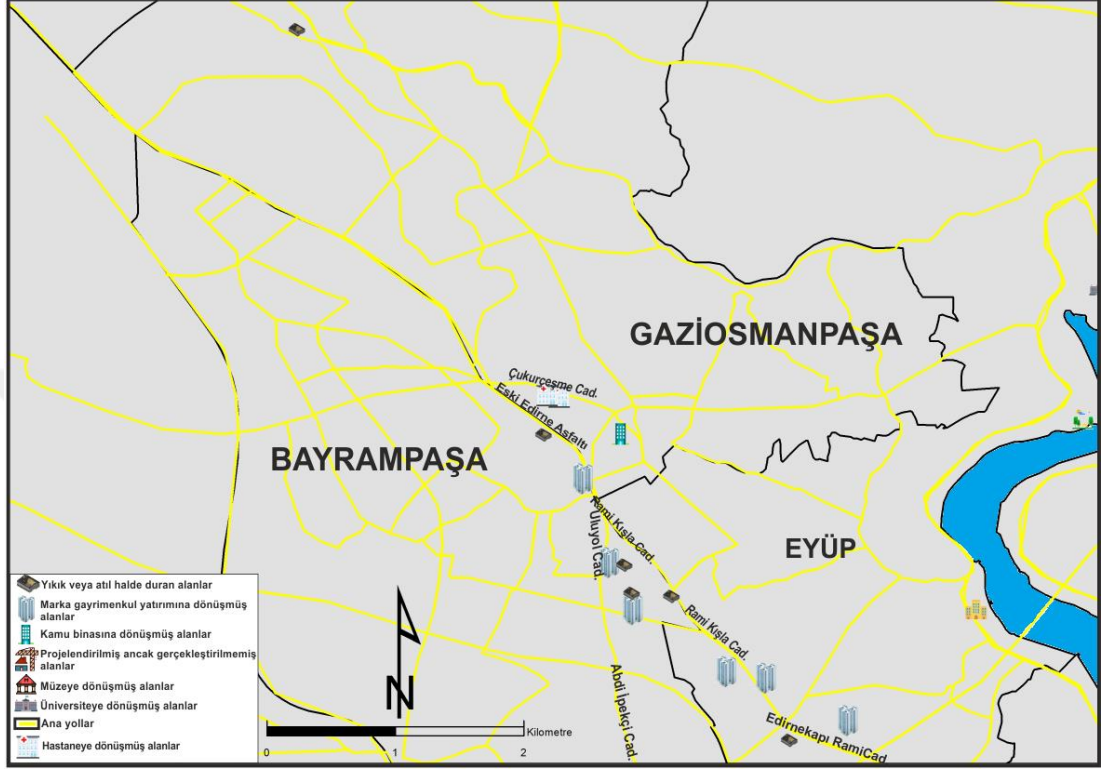 GAZİOSMANPAŞA
Çukurçeşme Cad.
Eski Edirne Asfaltı
BAYRAMPAŞA
Rami Kışla Cad.
Uluyol Cad.
EYÜP
Rami Kışla Cad.
Abdi İpekçi Cad.
Edirnekapı RamiCad
Yıkık veya atıl halde duran alanlar
Marka gayrimenkul yatırımına dönüşmüş
alanlar
Kamu binasına dönüşmüş alanlar
Projelendirilmiş ancak gerçekleştirilmemiş
alanlar
Müzeye dönüşmüş alanlar
Üniversiteye dönüşmüş alanlar
Ana yollar
Hastaneye dönüşmüş alanlar
N
Kilometre
0 1 2